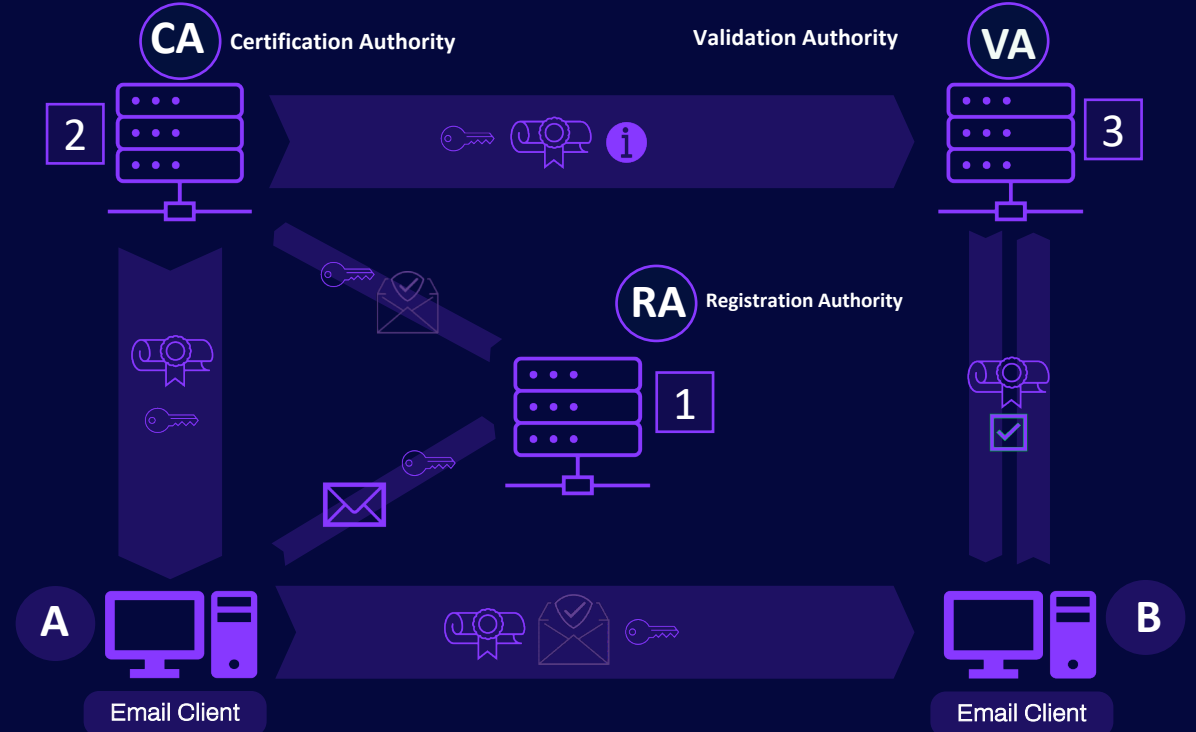 CA
Certification Authority
Validation Authority
VA
2
i
3
RA
Registration Authority
1
A
B
Email Client
Email Client